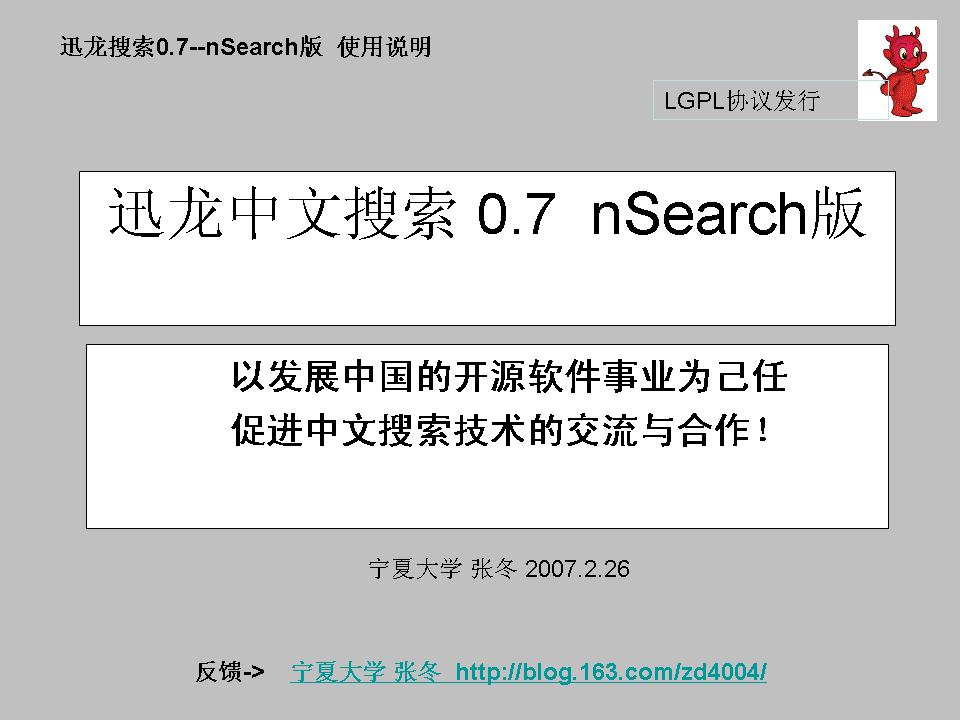 迅龙搜索0.7--nSearch版 使用说明
LGPL协议发行
迅龙中文搜索 0.7 nSearch版
以发展中国的开源软件事业为己任
促进中文搜索技术的交流与合作！
宁夏大学 张冬 2007.2.26
反馈-> 宁夏大学 张冬 http://blog.163.com/zd4004/